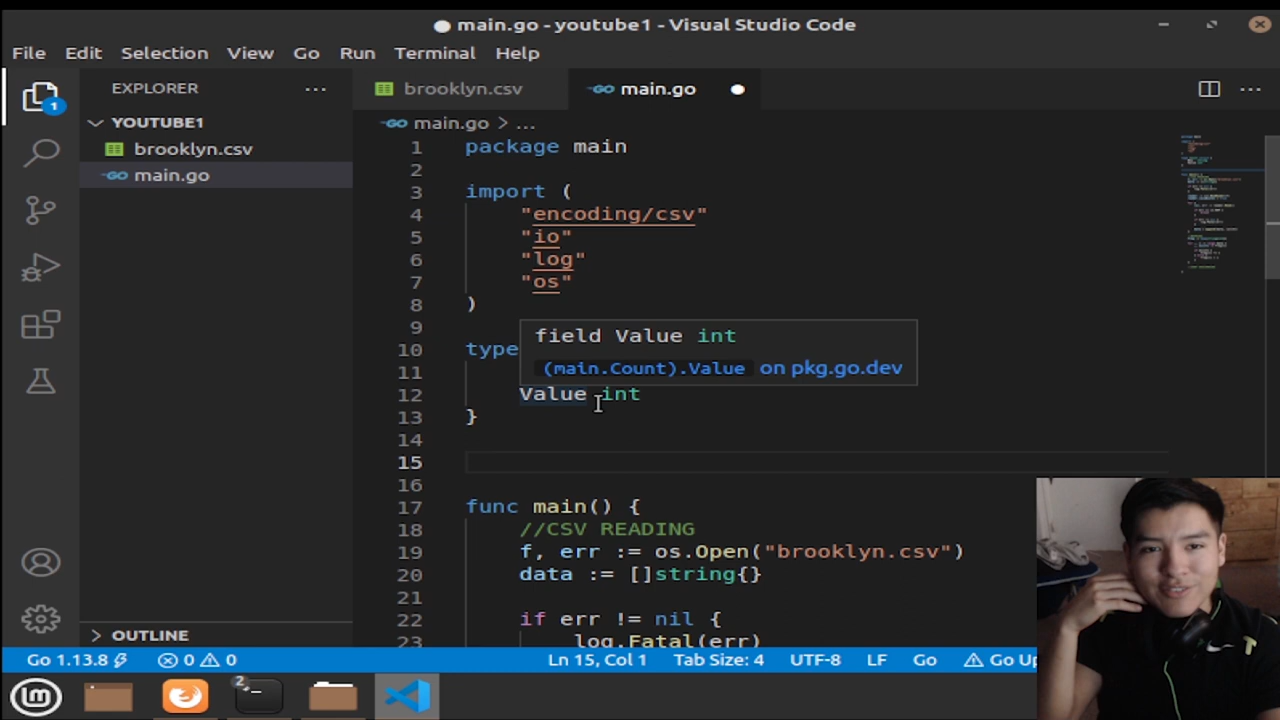 main.go - youtube1 - Visual Studio Code
File Edit Selection View Go Run Terminal Help
EXPLORER
brooklyn.csv
main.go
YOUTUBE1
brooklyn.csv
main.go
OUTLINE
1
main.go > ...
1 package main
2
3 import (
4 "encoding/csv"
5 "io"
6 "log"
7 "os"
8 )
9
field Value int
(main.Count).Value on pkg.go.dev
10 type
11
12 Value int
13 }
14
15
16
17 func main() {
18 //CSV READING
19 f, err := os.Open("brooklyn.csv")
20 data := []string{}
21
22 if err != nil {
23 log.Fatal(err)
Go 1.13.8 0 0 Ln 15, Col 1 Tab Size: 4 UTF-8 LF Go Go Up
2